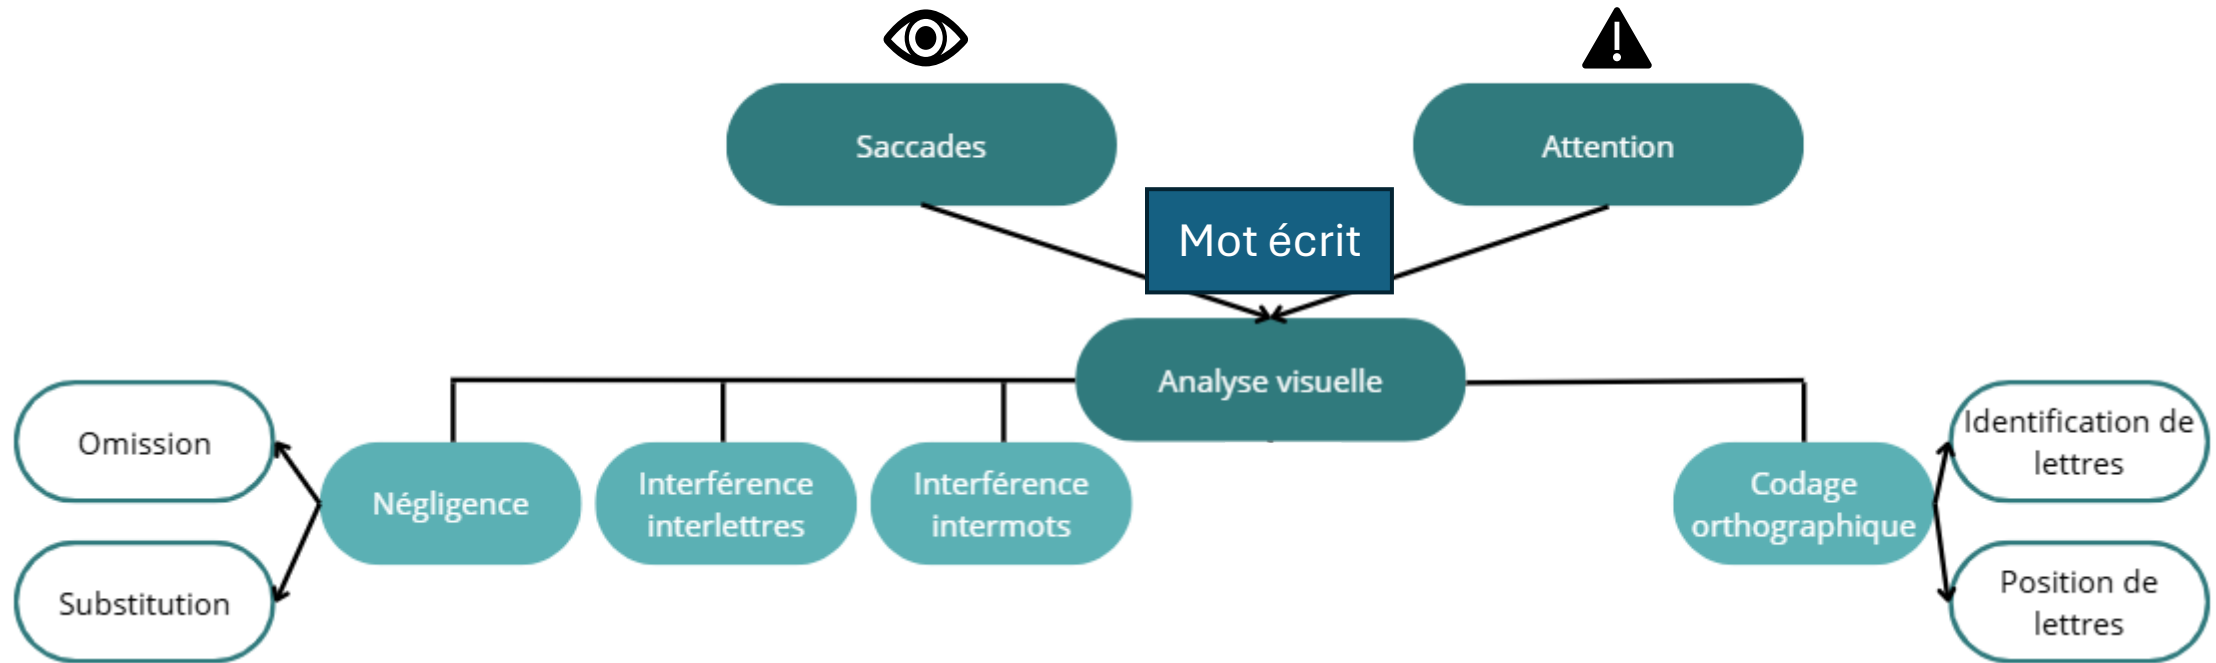 Saccades
Attention
Mot écrit
Analyse visuelle
Omission
Substitution
Négligence
Interférence
interlettres
Interférence
intermots
Codage
orthographique
Identification de
lettres
Position de
lettres